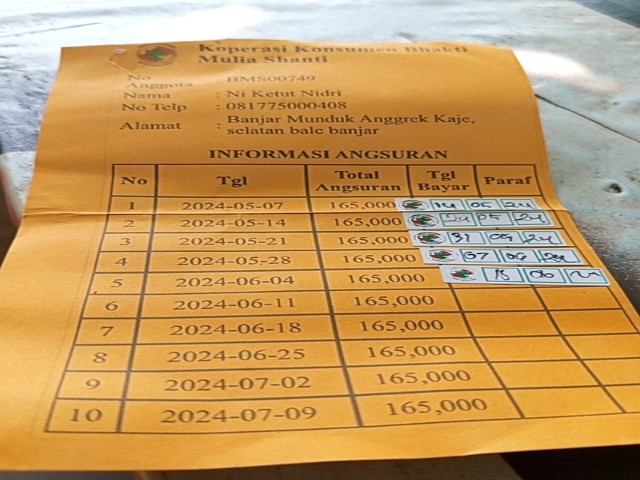 Koperasi Konsumen Bhakti
Mulia Shanti
No
Anggota : BMS00749
Nama : Ni Ketut Nidri
No Telp : 081775000408
Alamat : Banjar Munduk Anggrek Kaje,
selatan bale banjar
INFORMASI ANGSURAN
No Tgl Total Angsuran Tgl Bayar Paraf
1 2024-05-07 165,000 05 24
2 2024-05-14 165,000 05 24
3 2024-05-21 165,000 31 05 24
4 2024-05-28 165,000 07 06 24
5 2024-06-04 165,000 15 06
6 2024-06-11 165,000
7 2024-06-18 165,000
8 2024-06-25 165,000
9 2024-07-02 165,000
10 2024-07-09 165,000